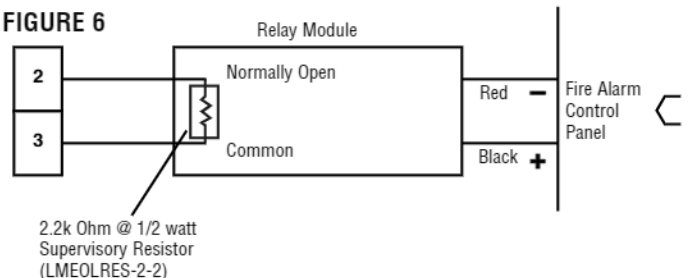 FIGURE 6
Relay Module
2
Normally Open
Red −
Fire Alarm
Control
Panel
3
Common
Black +
2.2k Ohm @ 1/2 watt
Supervisory Resistor
(LMEOLRES-2-2)